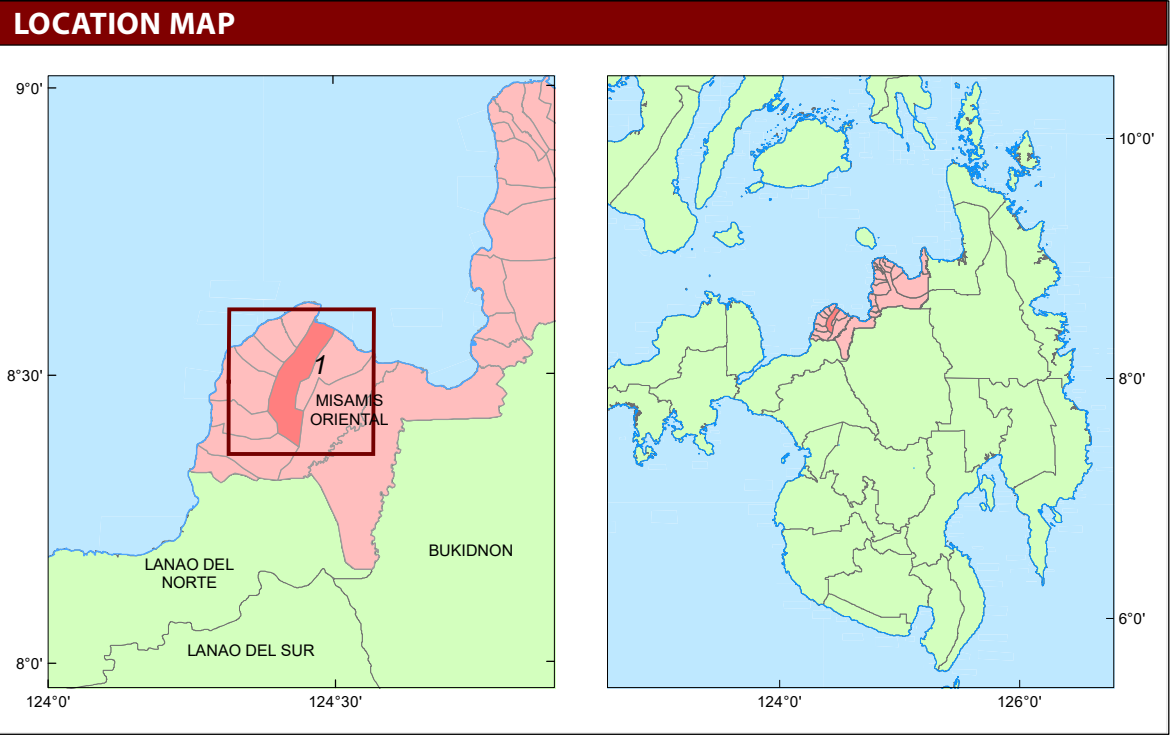 LOCATION MAP
9°0'
8°30'
8°0'
124°0'
124°30'
1
MISAMIS
ORIENTAL
BUKIDNON
LANAO DEL
NORTE
LANAO DEL SUR
10°0'
8°0'
6°0'
124°0'
126°0'